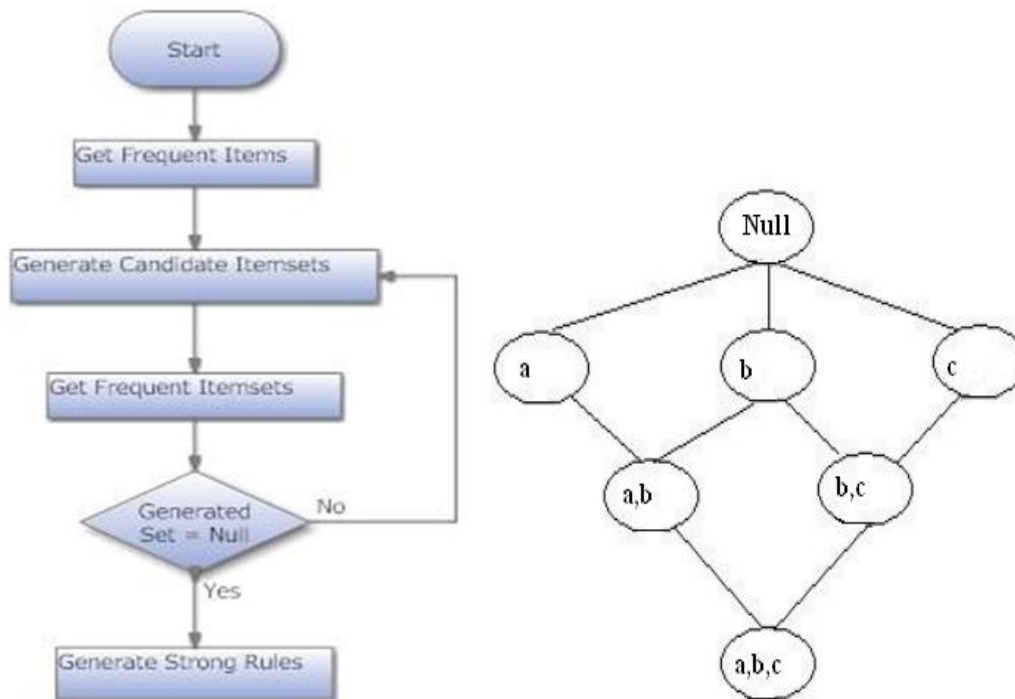 Start
Get Frequent Items
Generate Candidate Itemsets
Get Frequent Itemsets
Generated
Set = Null
No
Yes
Generate Strong Rules
Null
a
b
c
a,b
b,c
a,b,c